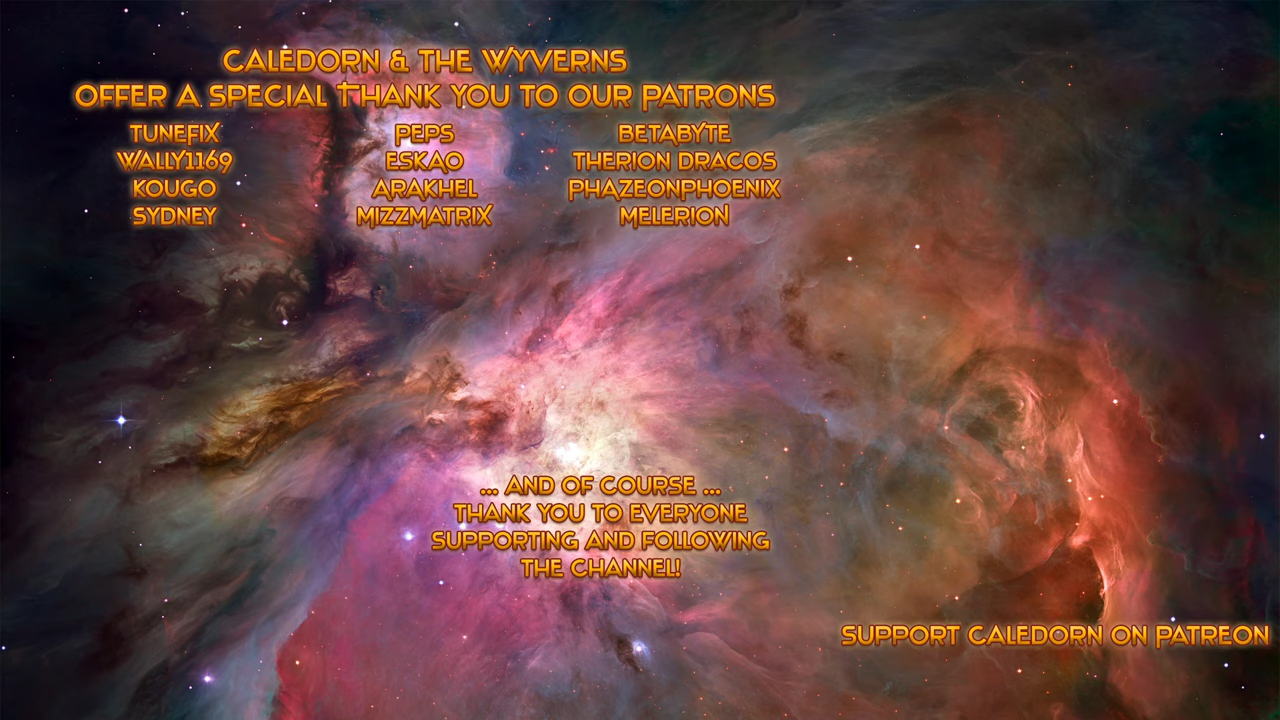 CALEDORN & THE WYVERNS
OFFER A SPECIAL THANK YOU TO OUR PATRONS
TUNEFIX PEPS BETABYTE
WALLY1169 ESKAO THERION DRACOS
KOUGO ARAKHEL PHAZEONPHOENIX
SYDNEY MIZZMATRIX MELERION
... AND OF COURSE ...
THANK YOU TO EVERYONE
SUPPORTING AND FOLLOWING
THE CHANNEL!
SUPPORT CALEDORN ON PATREON